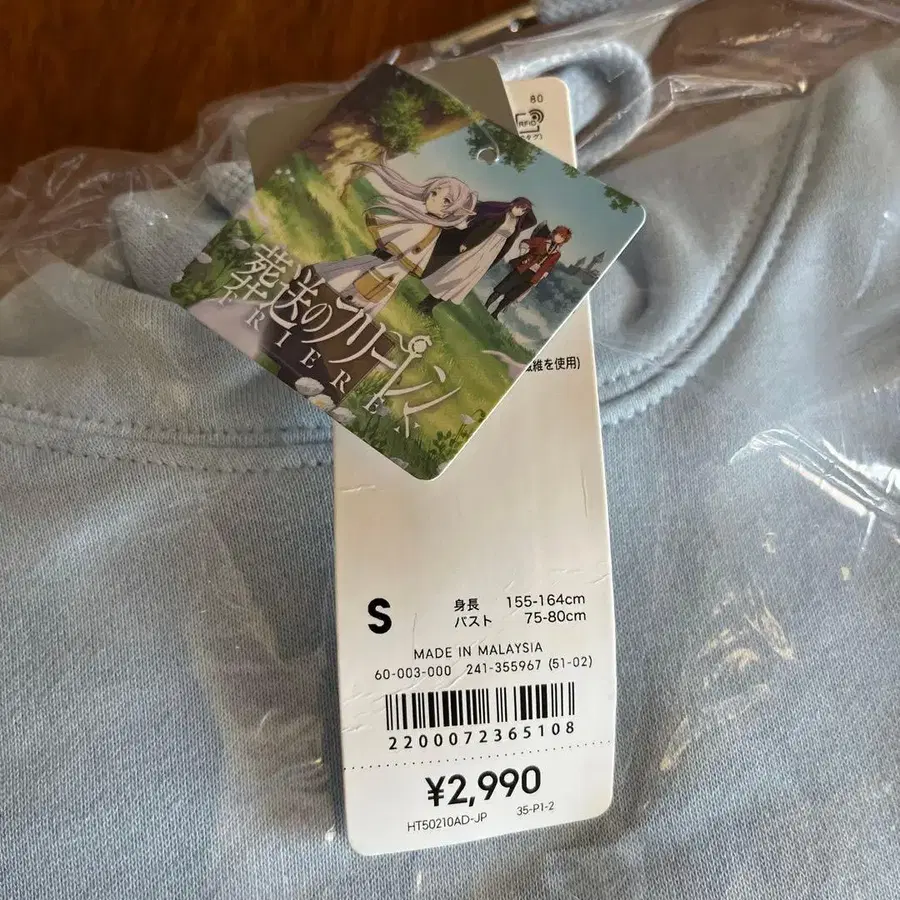 80
RFID
葬送のフリーレン
FRIEREN
維を使用)
S
身長 155-164cm
バスト 75-80cm
MADE IN MALAYSIA
60-003-000 241-355967 (51-02)
2200072365108
¥2,990
HT50210AD-JP 35-P1-2